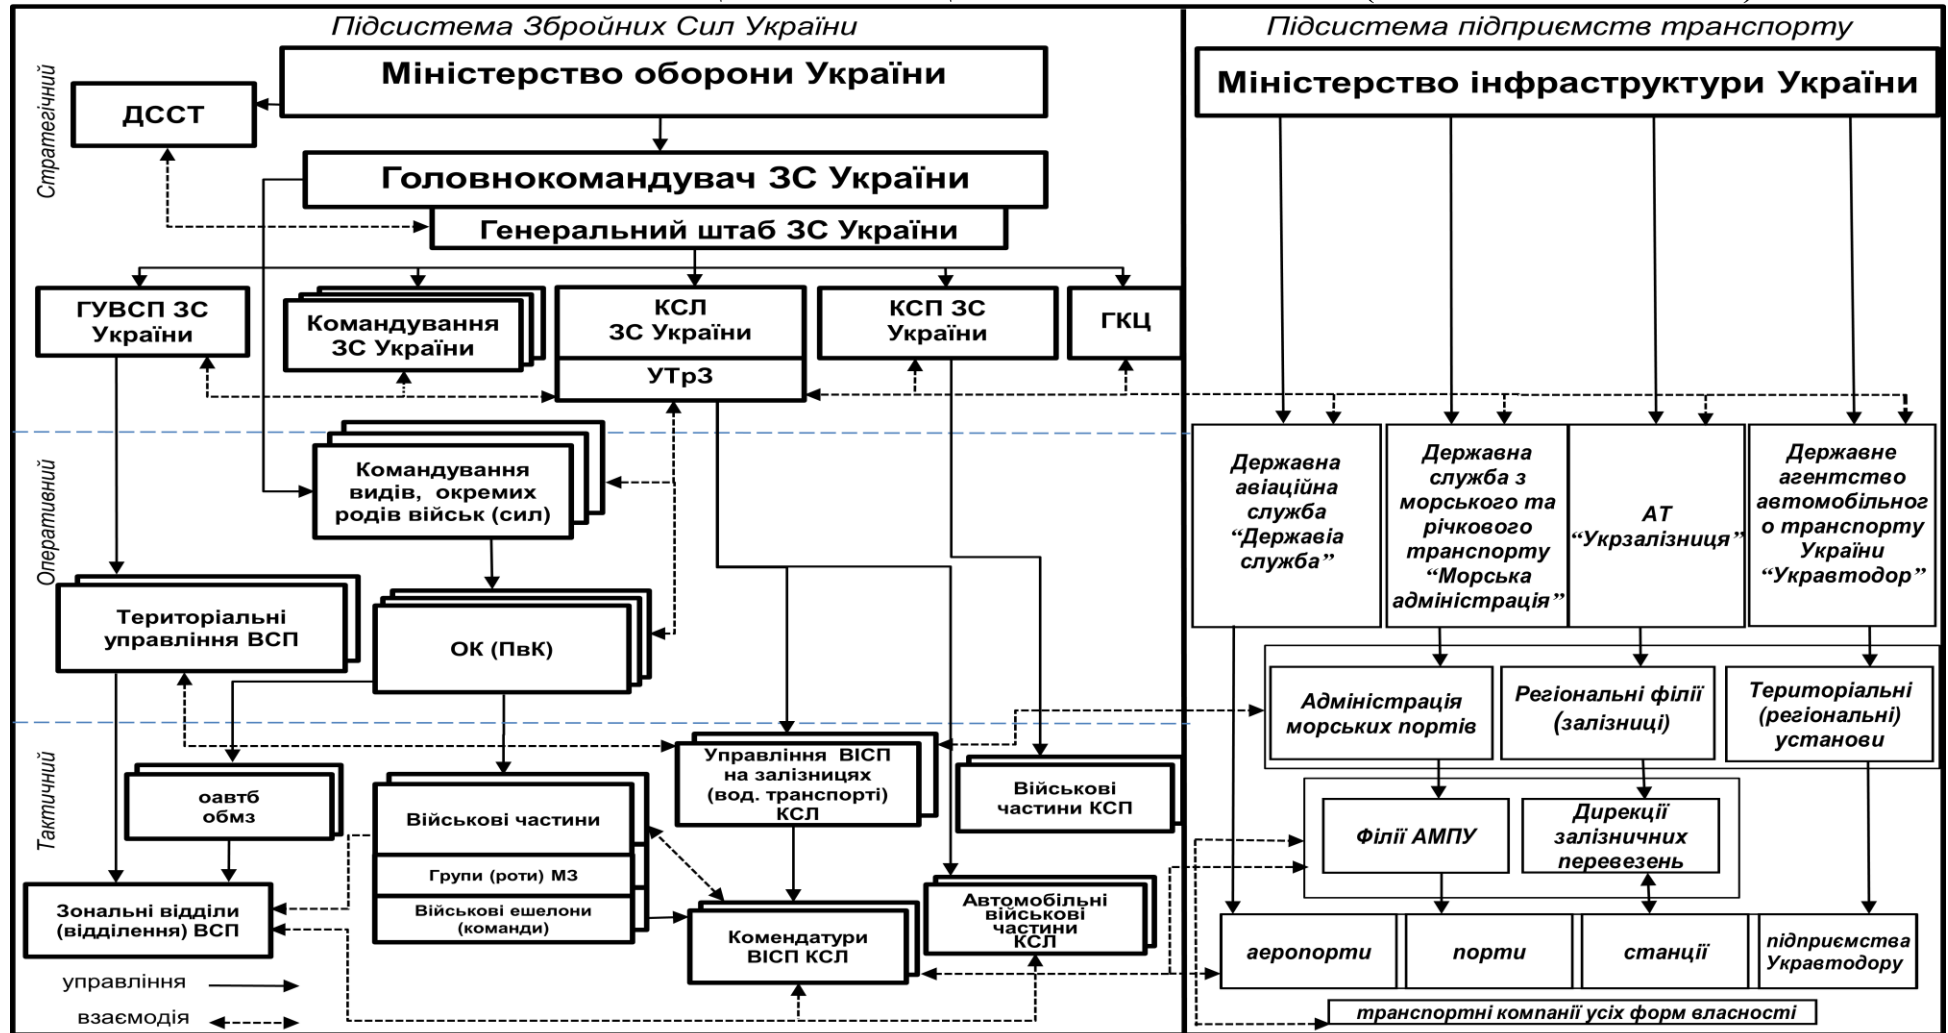 Підсистема Збройних Сил України
Підсистема підприємств транспорту
Стратегічний
Міністерство оборони України
Міністерство інфраструктури України
ДССТ
Головнокомандувач ЗС України
Генеральний штаб ЗС України
ГУВСП ЗС
України
Командування
ЗС України
КСЛ
ЗС України
УТрЗ
КСП ЗС
України
ГКЦ
Оперативний
Командування
видів, окремих
родів військ (сил)
Державна
авіаційна
служба
“Державіа
служба”
Державна
служба з
морського та
річкового
транспорту
“Морська
адміністрація”
АТ
“Укрзалізниця”
Державне
агентство
автомобільног
о транспорту
України
“Укравтодор”
Територіальні
управління ВСП
ОК (ПвК)
Адміністрація
морських портів
Регіональні філії
(залізниці)
Територіальні
(регіональні)
установи
Тактичний
оавтб
обмз
Військові частини
Групи (роти) МЗ
Військові ешелони
(команди)
Управління ВІСП
на залізницях
(вод. транспорті)
КСЛ
Військові
частини КСП
Філії АМПУ
Дирекції
залізничних
перевезень
Зональні відділи
(відділення) ВСП
Комендатури
ВІСП КСЛ
Автомобільні
військові
частини
КСЛ
аеропорти
порти
станції
підприємства
Укравтодору
управління
взаємодія
транспортні компанії усіх форм власності